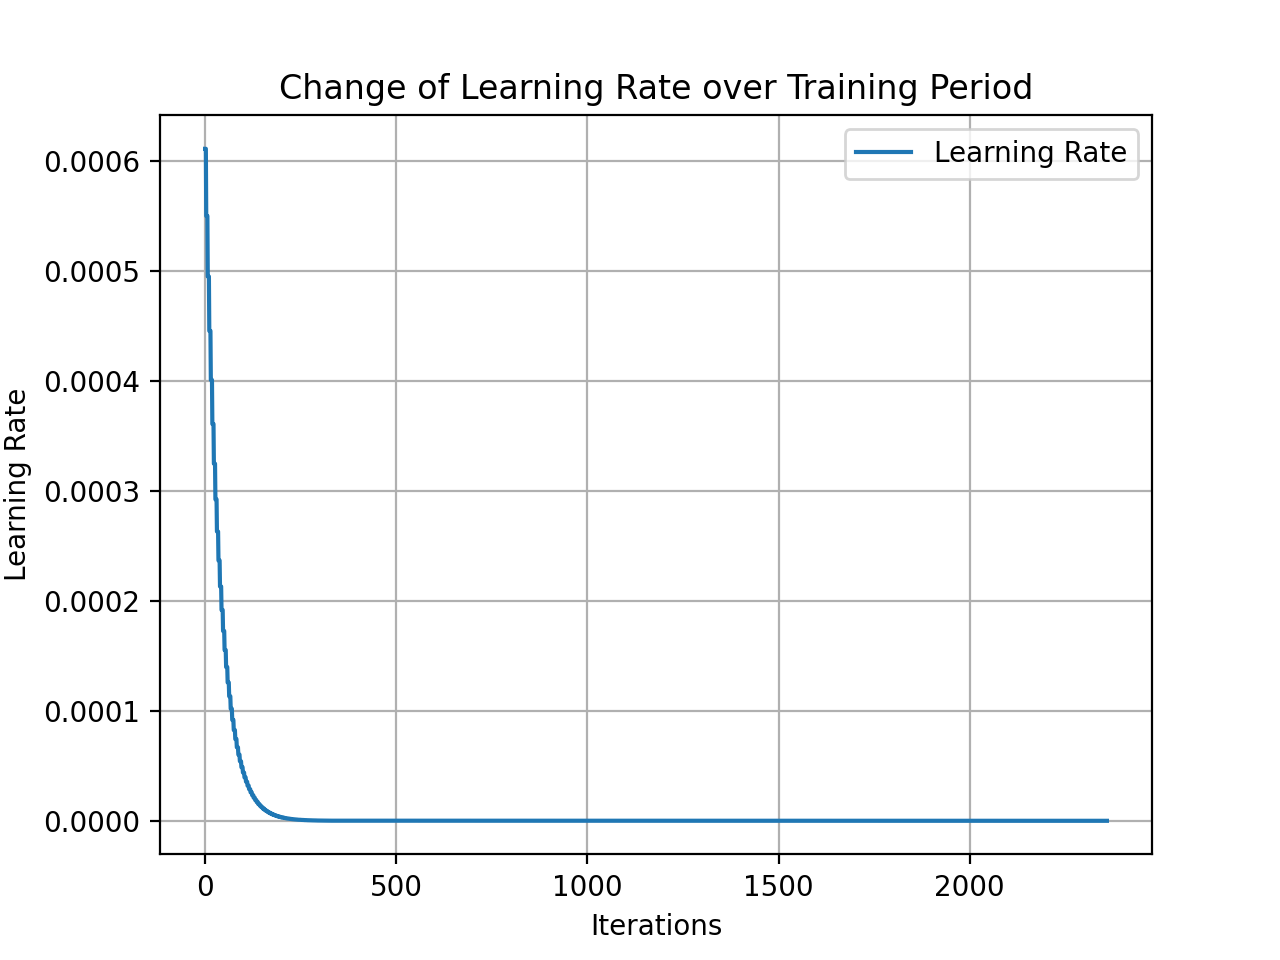 Change of Learning Rate over Training Period
Learning Rate
0.0006
0.0005
0.0004
0.0003
0.0002
0.0001
0.0000
Learning Rate
0 500 1000 1500 2000
Iterations